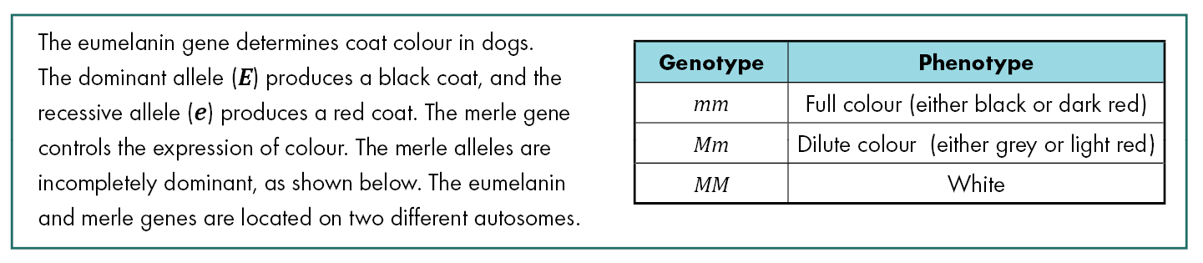 The eumelanin gene determines coat colour in dogs.
The dominant allele (E) produces a black coat, and the
recessive allele (e) produces a red coat. The merle gene
controls the expression of colour. The merle alleles are
incompletely dominant, as shown below. The eumelanin
and merle genes are located on two different autosomes.
Genotype Phenotype
mm Full colour (either black or dark red)
Mm Dilute colour (either grey or light red)
MM White